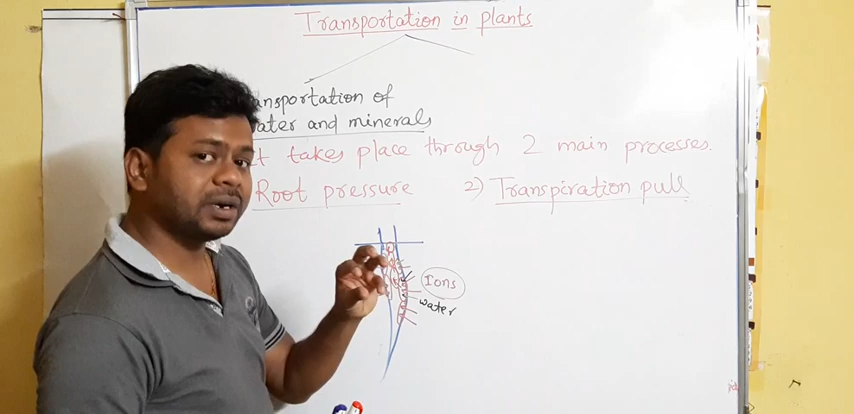 Transportation in plants
ansportation of
ater and minerals
It takes place through 2 main processes.
Root pressure 2) Transpiration pull
Ions
water